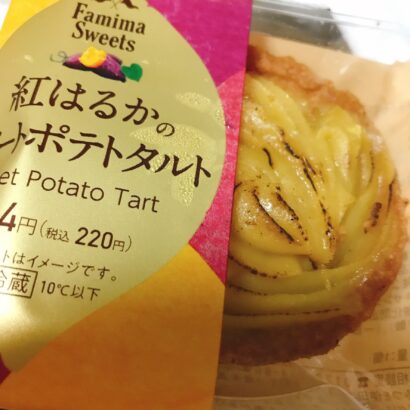 Famima
Sweets
紅はるかの
ートポテトタルト
et Potato Tart
4円(税込 220円)
トはイメージです。
冷蔵 10℃以下